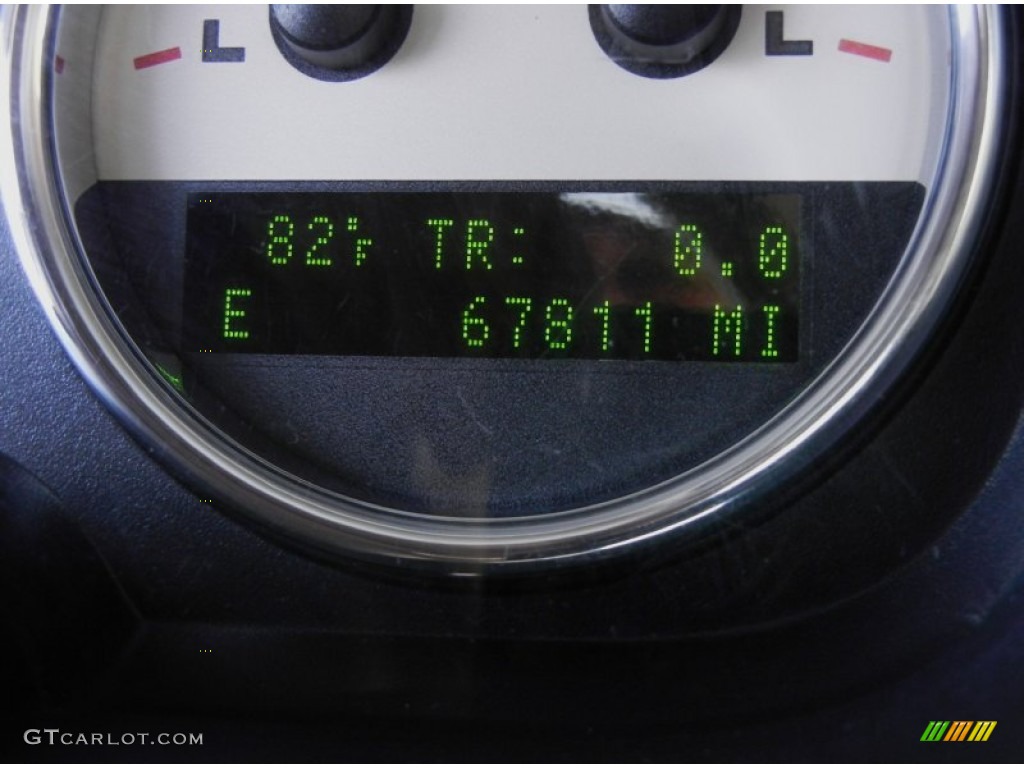 L L
82°F TR: 0.0
E 67811 MI
GTCARLOT.COM